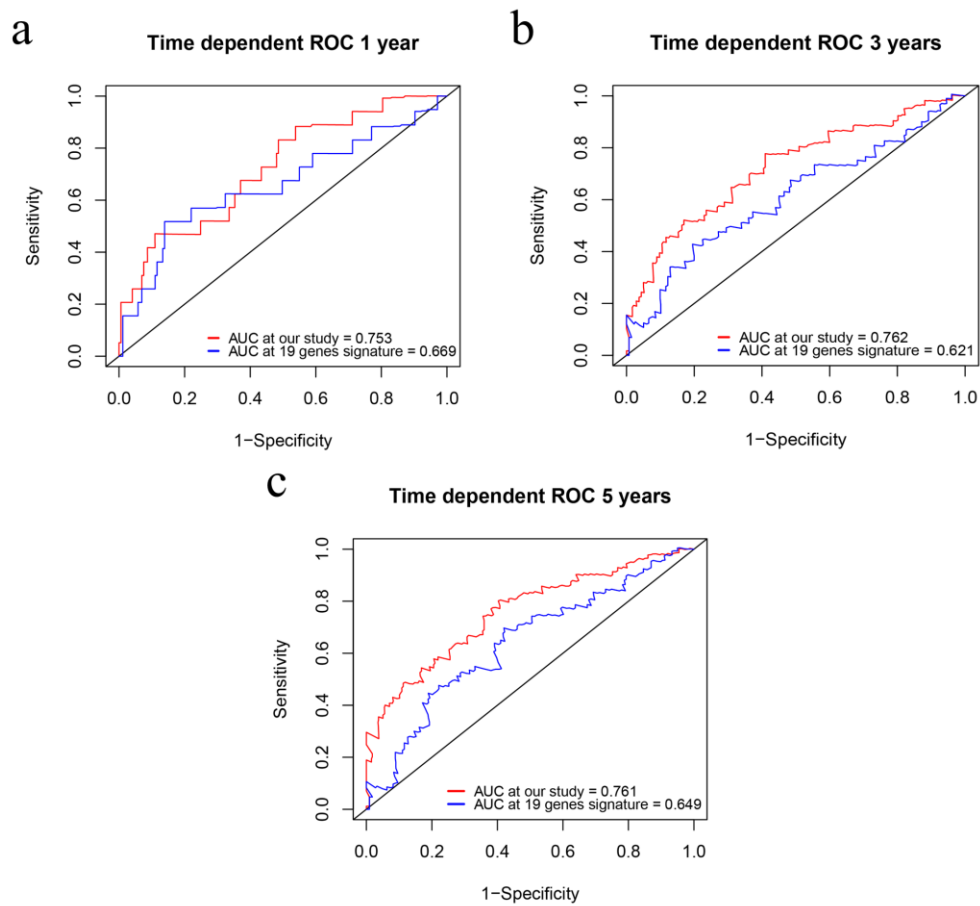 a
Time dependent ROC 1 year
Sensitivity
1.0
0.8
0.6
0.4
0.2
0.0
AUC at our study = 0.753
AUC at 19 genes signature = 0.669
0.0 0.2 0.4 0.6 0.8 1.0
1−Specificity
b
Time dependent ROC 3 years
Sensitivity
1.0
0.8
0.6
0.4
0.2
0.0
AUC at our study = 0.762
AUC at 19 genes signature = 0.621
0.0 0.2 0.4 0.6 0.8 1.0
1−Specificity
c
Time dependent ROC 5 years
Sensitivity
1.0
0.8
0.6
0.4
0.2
0.0
AUC at our study = 0.761
AUC at 19 genes signature = 0.649
0.0 0.2 0.4 0.6 0.8 1.0
1−Specificity